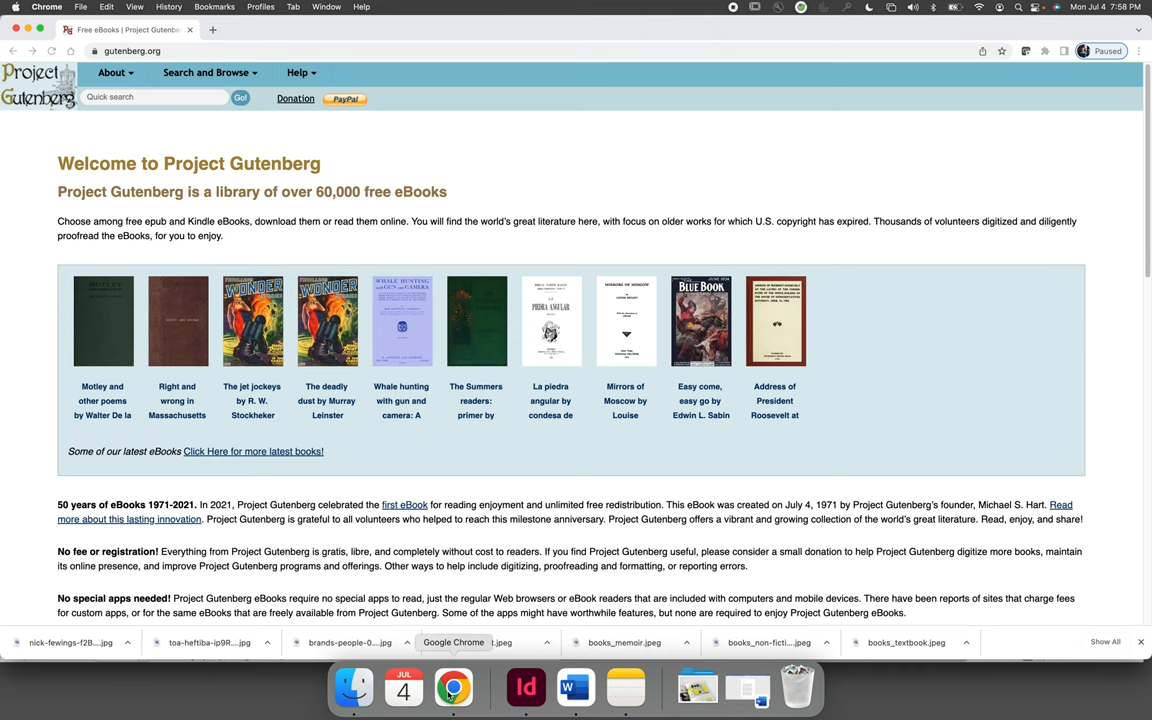 Chrome File Edit View History Bookmarks Profiles Tab Window Help Mon Jul 4 7:58 PM
Free eBooks | Project Gutenbe
gutenberg.org Paused
Project Gutenberg
About Search and Browse Help
Quick search Go! Donation PayPal
Welcome to Project Gutenberg
Project Gutenberg is a library of over 60,000 free eBooks
Choose among free epub and Kindle eBooks, download them or read them online. You will find the world's great literature here, with focus on older works for which U.S. copyright has expired. Thousands of volunteers digitized and diligently
proofread the eBooks, for you to enjoy.
MOTLEY WONDER WONDER WHALE HUNTING WITH GUN AND CAMERA LA PIEDRA ANGULAR MIRRORS OF MOSCOW BLUE BOOK
Motley and Right and The jet jockeys The deadly Whale hunting The Summers La piedra Mirrors of Easy come, Address of
other poems wrong in by R. W. dust by Murray with gun and readers: angular by Moscow by easy go by President
by Walter De la Massachusetts Stockheker Leinster camera: A primer by condesa de Louise Edwin L. Sabin Roosevelt at
Some of our latest eBooks Click Here for more latest books!
50 years of eBooks 1971-2021. In 2021, Project Gutenberg celebrated the first eBook for reading enjoyment and unlimited free redistribution. This eBook was created on July 4, 1971 by Project Gutenberg's founder, Michael S. Hart. Read
more about this lasting innovation. Project Gutenberg is grateful to all volunteers who helped to reach this milestone anniversary. Project Gutenberg offers a vibrant and growing collection of the world's great literature. Read, enjoy, and share!
No fee or registration! Everything from Project Gutenberg is gratis, libre, and completely without cost to readers. If you find Project Gutenberg useful, please consider a small donation to help Project Gutenberg digitize more books, maintain
its online presence, and improve Project Gutenberg programs and offerings. Other ways to help include digitizing, proofreading and formatting, or reporting errors.
No special apps needed! Project Gutenberg eBooks require no special apps to read, just the regular Web browsers or eBook readers that are included with computers and mobile devices. There have been reports of sites that charge fees
for custom apps, or for the same eBooks that are freely available from Project Gutenberg. Some of the apps might have worthwhile features, but none are required to enjoy Project Gutenberg eBooks.
nick-fewings-f2B....jpg toa-heftiba-ip9R....jpg brands-people-0....jpg Google Chrome t.jpeg books_memoir.jpeg books_non-ficti....jpeg books_textbook.jpeg Show All
JUL
4 Id W